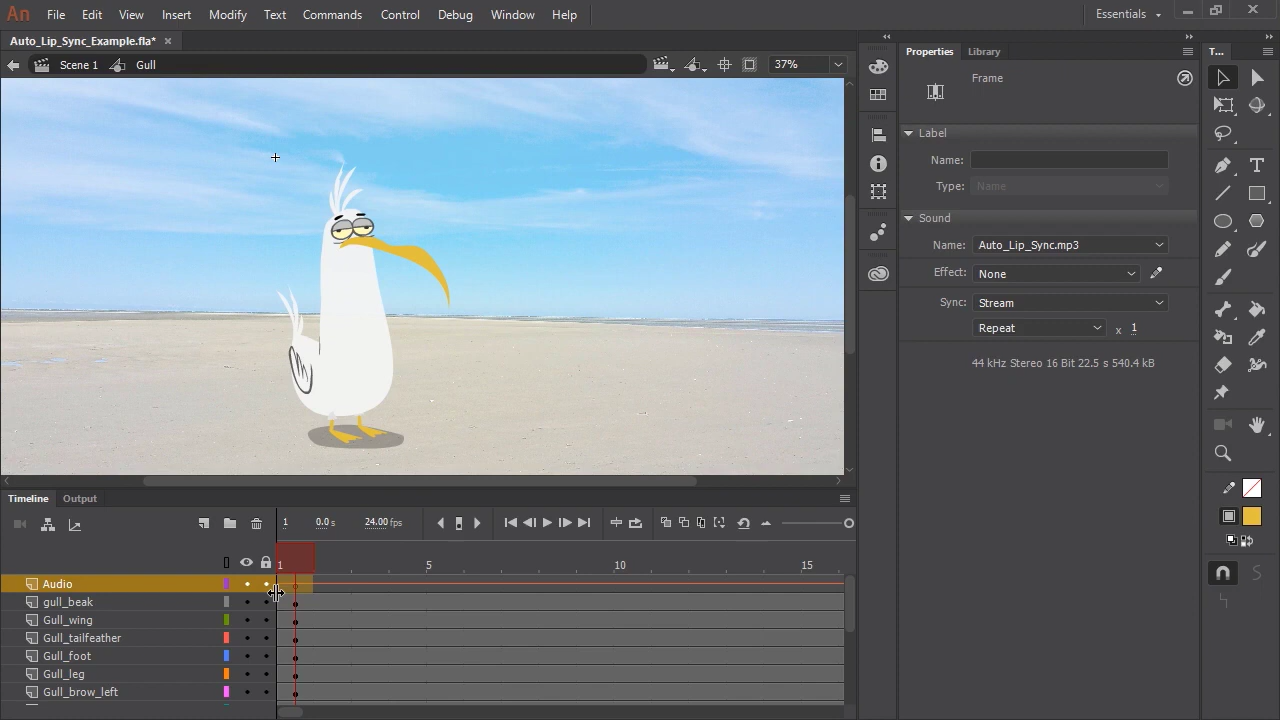 An File Edit View Insert Modify Text Commands Control Debug Window Help Essentials
Auto_Lip_Sync_Example.fla*
Scene 1 Gull 37%
Properties Library T...
Frame
Label
Name:
Type: Name
Sound
Name: Auto_Lip_Sync.mp3
Effect: None
Sync: Stream
Repeat x 1
44 kHz Stereo 16 Bit 22.5 s 540.4 kB
Timeline Output
1 0.0 s 24.00 fps
1 5 10 15
Audio
gull_beak
Gull_wing
Gull_tailfeather
Gull_foot
Gull_leg
Gull_brow_left